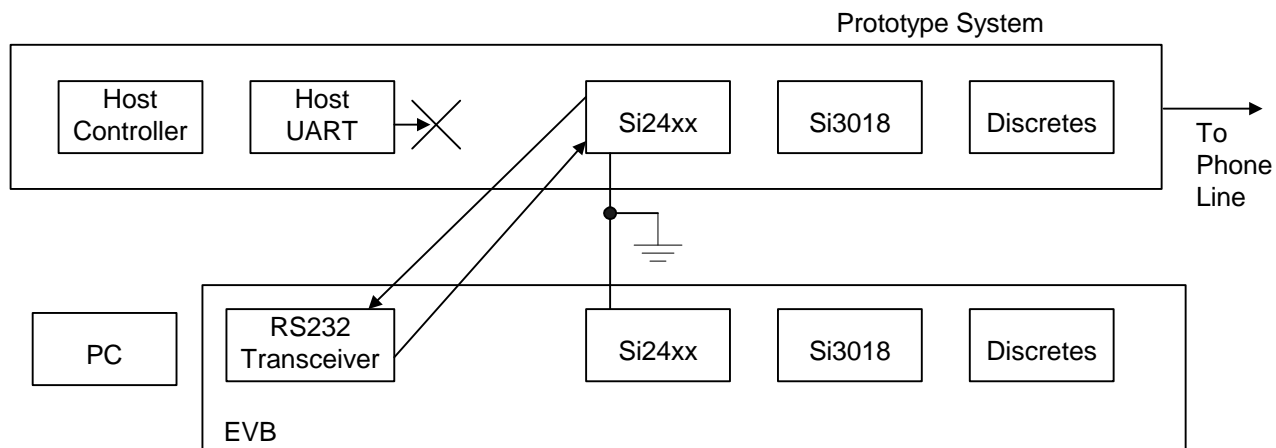 Prototype System
Host
Controller
Host
UART
Si24xx
Si3018
Discretes
To
Phone
Line
PC
RS232
Transceiver
Si24xx
Si3018
Discretes
EVB